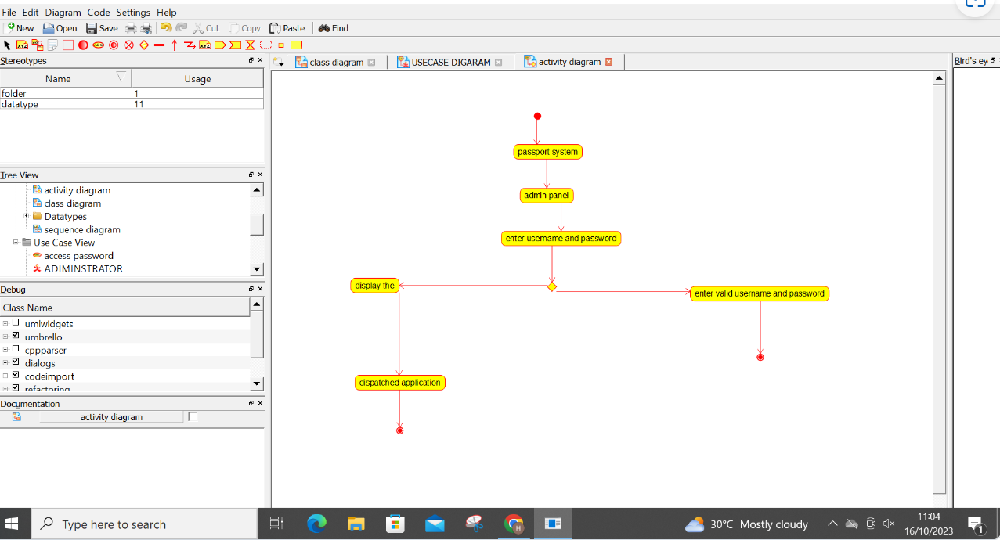 File Edit Diagram Code Settings Help
New Open Save Cut Copy Paste Find
Stereotypes
Name Usage
folder 1
datatype 11
Tree View
activity diagram
class diagram
Datatypes
sequence diagram
Use Case View
access password
ADIMINSTRATOR
Debug
Class Name
umlwidgets
umbrello
cppparser
dialogs
codeimport
refactoring
Documentation
activity diagram
class diagram USECASE DIGARAM activity diagram
passport system
admin panel
enter username and password
display the
enter valid username and password
dispatched application
Bird's ey
Type here to search
30°C Mostly cloudy
11:04
16/10/2023
1